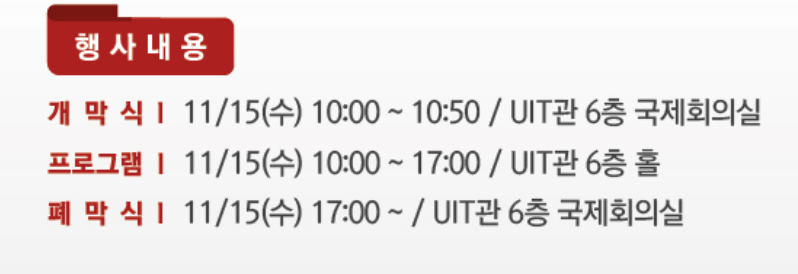 행사내용
개 막 식 I 11/15(수) 10:00 ~ 10:50 / UIT관 6층 국제회의실
프로그램 I 11/15(수) 10:00 ~ 17:00 / UIT관 6층 홀
폐 막 식 I 11/15(수) 17:00 ~ / UIT관 6층 국제회의실